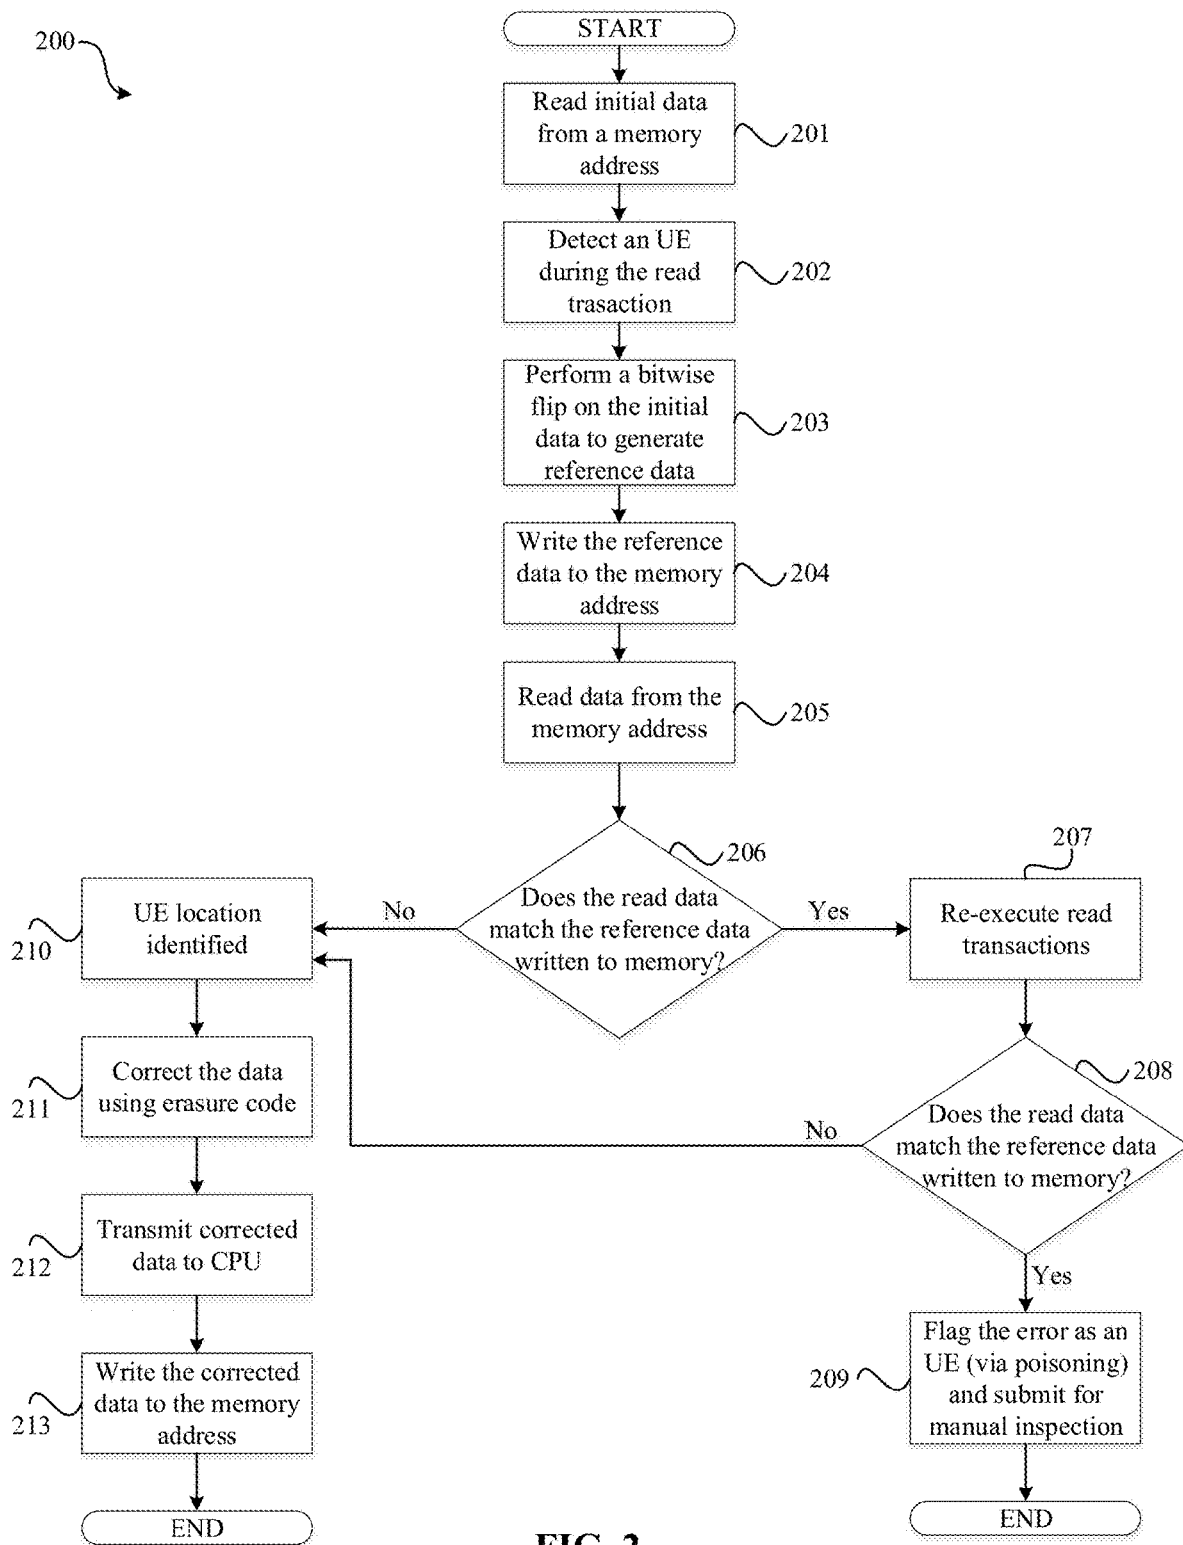 START
200
Read initial data
from a memory
address
201
Detect an UE
during the read
trasaction
202
Perform a bitwise
flip on the initial
data to generate
reference data
203
Write the reference
data to the memory
address
204
Read data from the
memory address
205
206
Does the read data
match the reference data
written to memory?
No
Yes
207
Re-execute read
transactions
208
Does the read data
match the reference data
written to memory?
No
Yes
Flag the error as an
UE (via poisoning)
and submit for
manual inspection
209
END
UE location
identified
210
Correct the data
using erasure code
211
Transmit corrected
data to CPU
212
Write the corrected
data to the memory
address
213
END